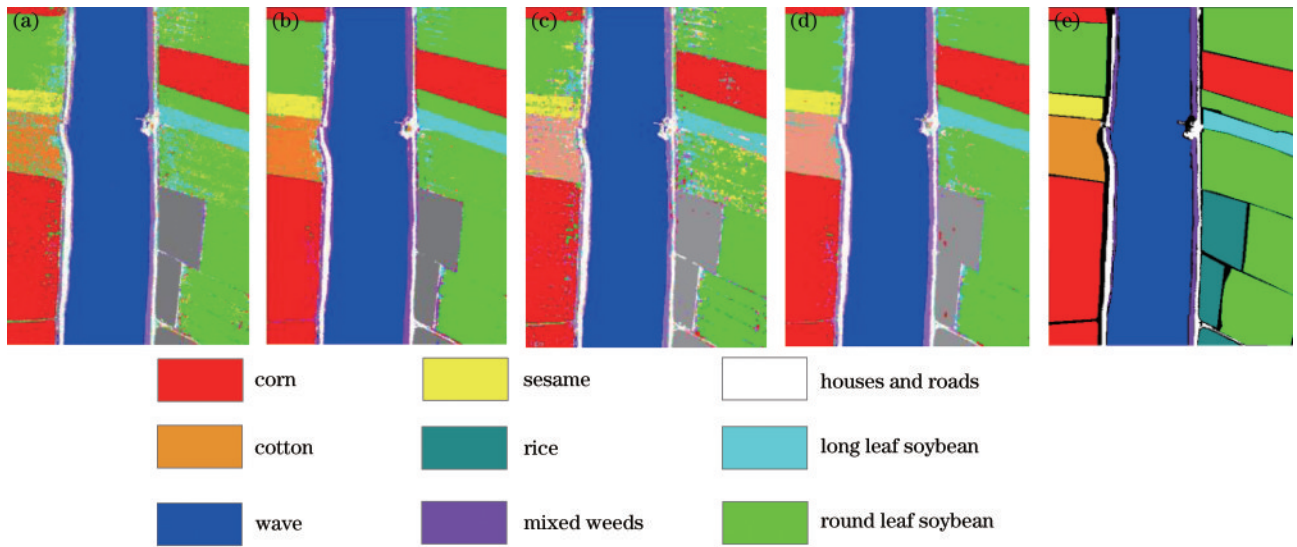 (a) (b) (c) (d) (e)
corn sesame houses and roads
cotton rice long leaf soybean
wave mixed weeds round leaf soybean